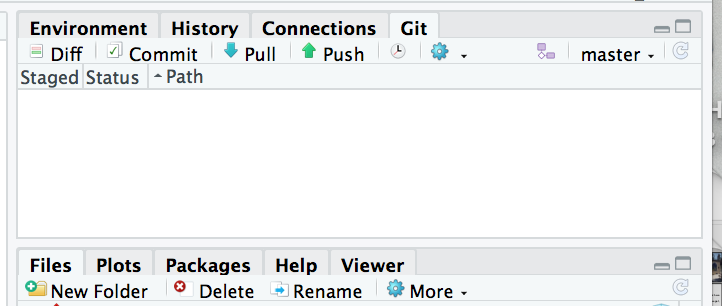 Environment History Connections Git
Diff Commit Pull Push master
Staged Status Path
Files Plots Packages Help Viewer
New Folder Delete Rename More